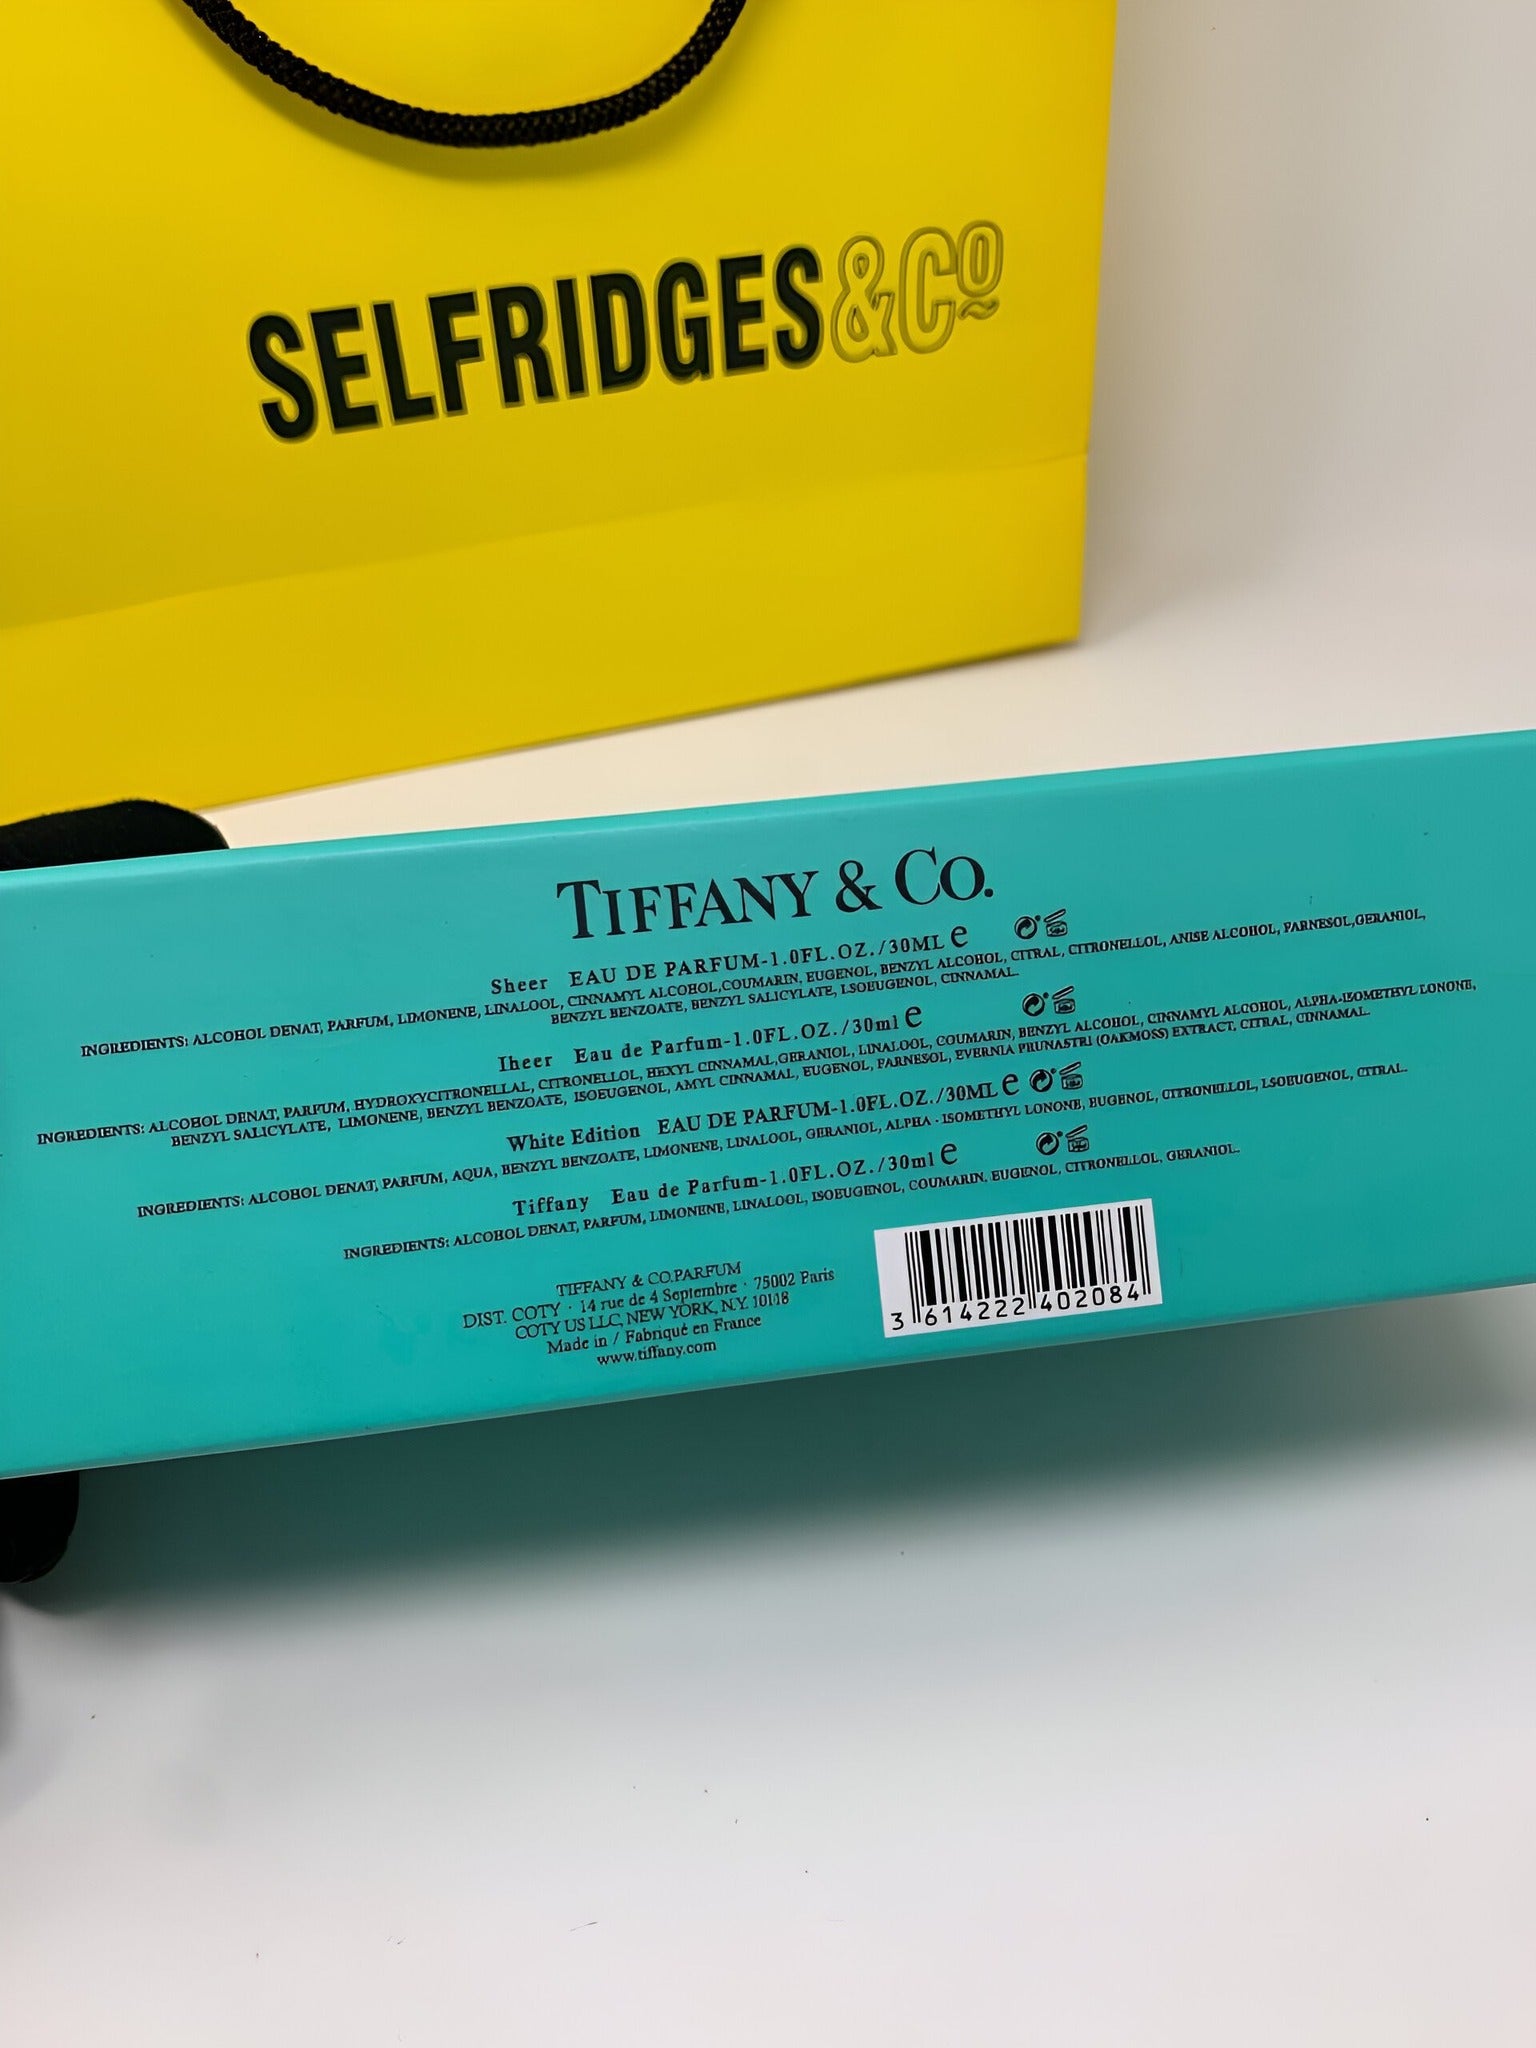 SELFRIDGES&Cº
TIFFANY & CO.
Sheer EAU DE PARFUM-1.0FL.OZ./30ML e
INGREDIENTS: ALCOHOL DENAT, PARFUM, LIMONENE, LINALOOL, CINNAMYL ALCOHOL,COUMARIN, EUGENOL, BENZYL ALCOHOL, CITRAL, CITRONELLOL, ANISE ALCOHOL, FARNESOL,GERANIOL,
BENZYL BENZOATE, BENZYL SALICYLATE, LSOEUGENOL, CINNAMAL.
Iheer Eau de Parfum-1.0FL.OZ./30ml e
INGREDIENTS: ALCOHOL DENAT, PARFUM, HYDROXYCITRONELLAL, CITRONELLOL, HEXYL CINNAMAL,GERANIOL, LINALOOL, COUMARIN, BENZYL ALCOHOL, CINNAMYL ALCOHOL, ALPHA-IZOMETHYL LONONE,
BENZYL SALICYLATE, LIMONENE, BENZYL BENZOATE, ISOEUGENOL, AMYL CINNAMAL, EUGENOL, FARNESOL, EVERNIA PRUNASTRI (OAKMOSS) EXTRACT, CITRAL, CINNAMAL.
White Edition EAU DE PARFUM-1.0FL.OZ./30ML e
INGREDIENTS: ALCOHOL DENAT, PARFUM, AQUA, BENZYL BENZOATE, LIMONENE, LINALOOL, GERANIOL, ALPHA - ISOMETHYL LONONE, EUGENOL, CITRONELLOL, LSOEUGENOL, CITRAL.
Tiffany Eau de Parfum-1.0FL.OZ./30ml e
INGREDIENTS: ALCOHOL DENAT, PARFUM, LIMONENE, LINALOOL, ISOEUGENOL, COUMARIN, EUGENOL, CITRONELLOL, GERANIOL.
TIFFANY & CO.PARFUM
DIST. COTY · 14 rue de 4 Septembre · 75002 Paris
COTY US LLC, NEW YORK, N.Y. 10118
Made in / Fabriqué en France
www.tiffany.com
3 614222 402084